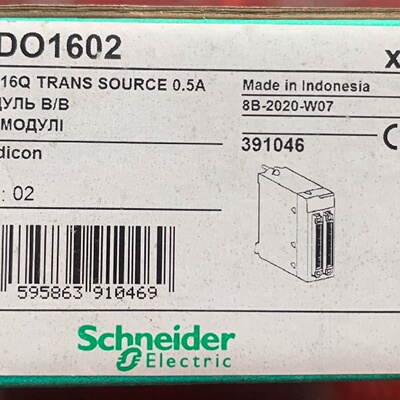 DO1602
x
16Q TRANS SOURCE 0.5A
УЛЬ В/В
МОДУЛІ
dicon
: 02
Made in Indonesia
8B-2020-W07
391046
C
595863 910469
Schneider
Electric